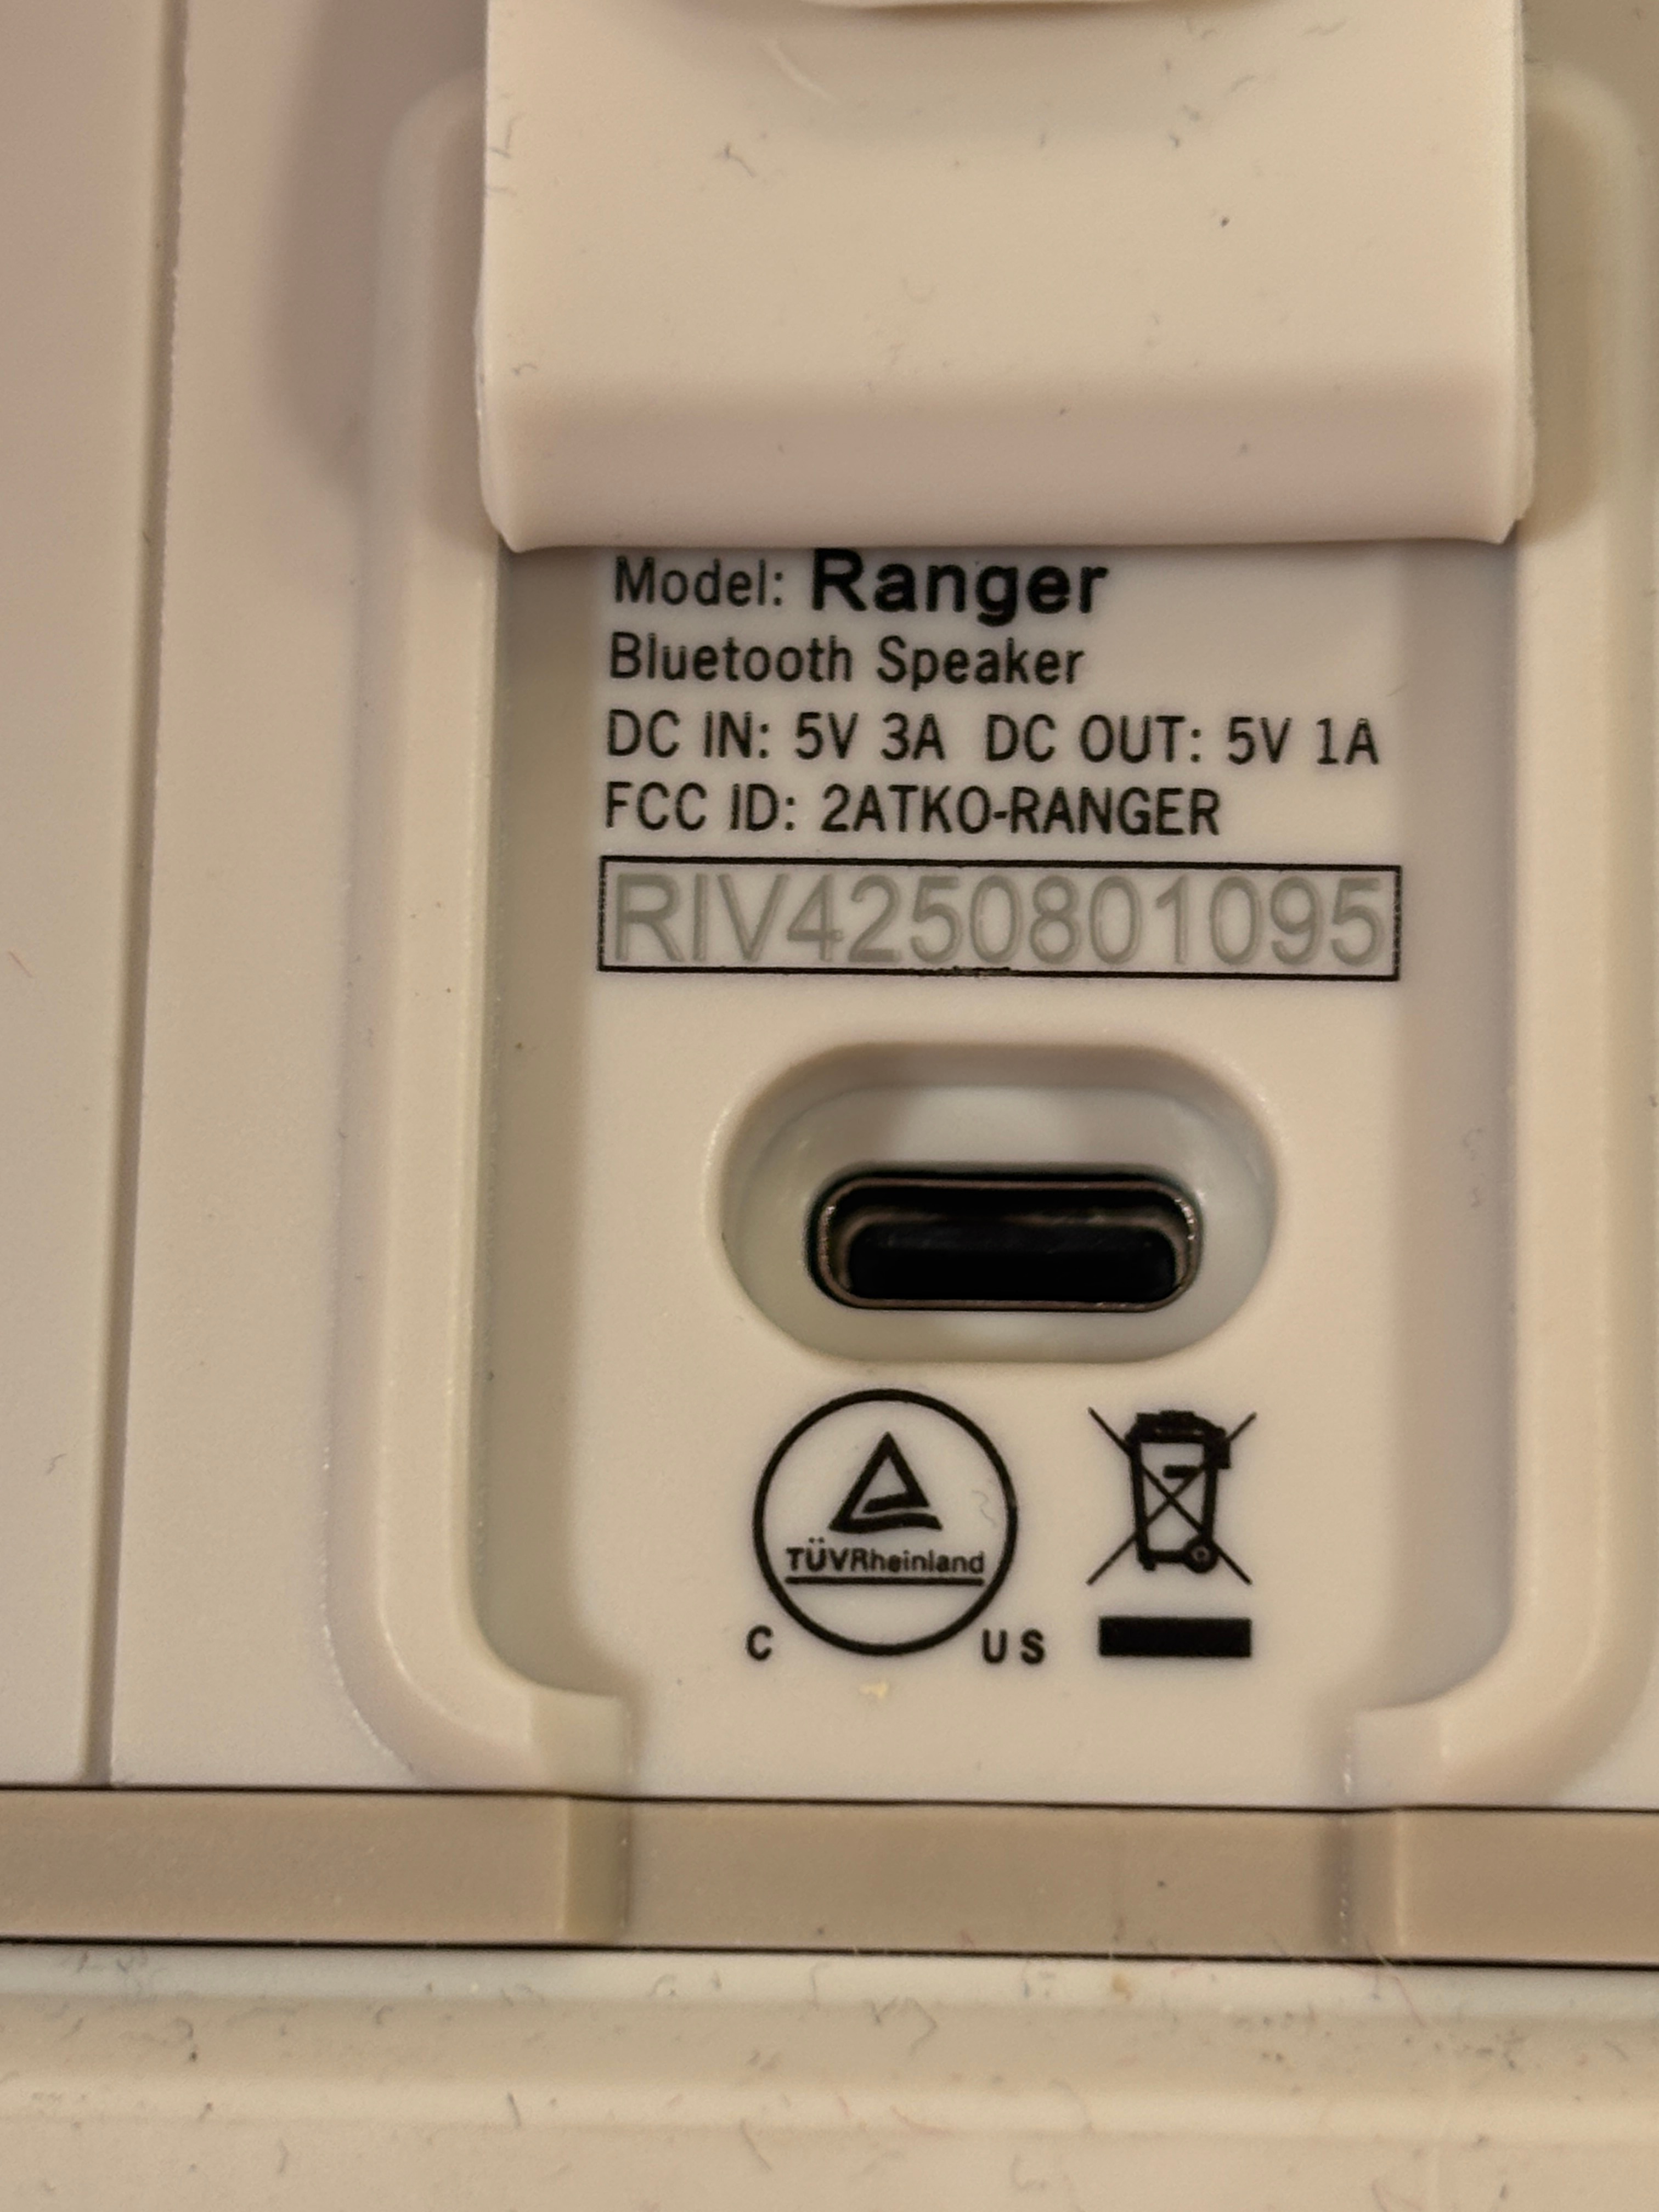 Model: Ranger
Bluetooth Speaker
DC IN: 5V 3A DC OUT: 5V 1A
FCC ID: 2ATKO-RANGER
RIV4250801095
TÜVRheinland
C US